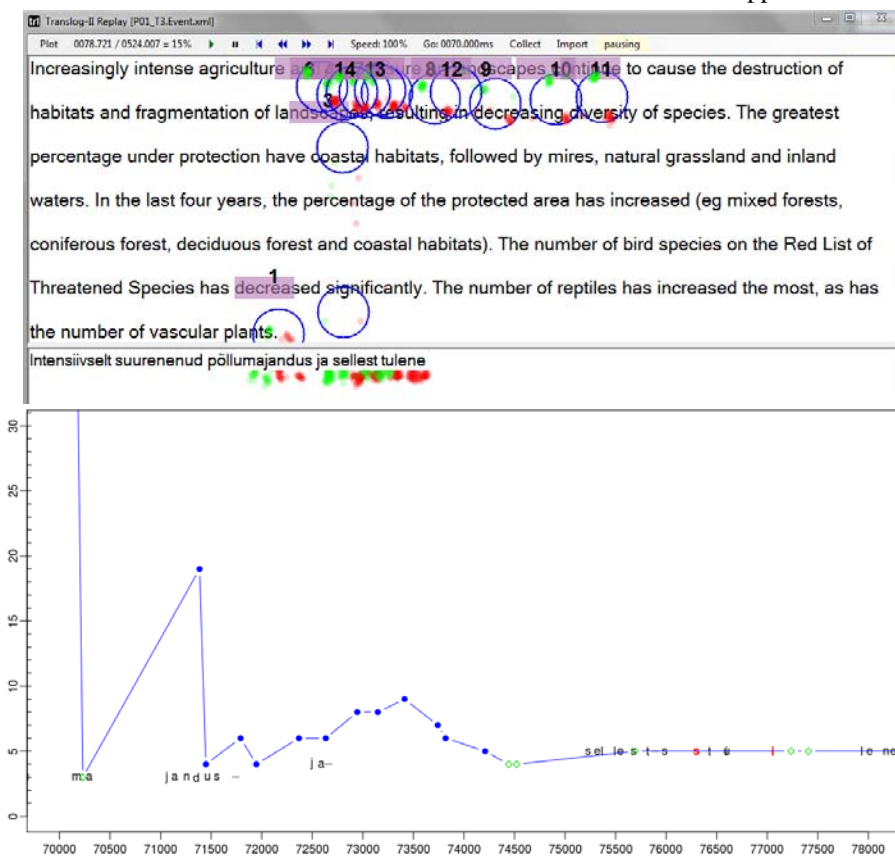 Translog-II Replay [P01_T3.Event.xml]
Plot 0078.721 / 0524.007 = 15% Speed: 100% Go: 0070.000ms Collect Import pausing
14 13 8 12 9 10 11
Increasingly intense agriculture continue to cause the destruction of
3
habitats and fragmentation of landscapes, resulting in decreasing diversity of species. The greatest
percentage under protection have coastal habitats, followed by mires, natural grassland and inland
waters. In the last four years, the percentage of the protected area has increased (eg mixed forests,
coniferous forest, deciduous forest and coastal habitats). The number of bird species on the Red List of
1
Threatened Species has decreased significantly. The number of reptiles has increased the most, as has
the number of vascular plants.
Intensiivselt suurenenud põllumajandus ja sellest tulene
30
25
20
15
10
5
0
ma jandus – ja– sellests stü l lene
70000 70500 71000 71500 72000 72500 73000 73500 74000 74500 75000 75500 76000 76500 77000 77500 78000